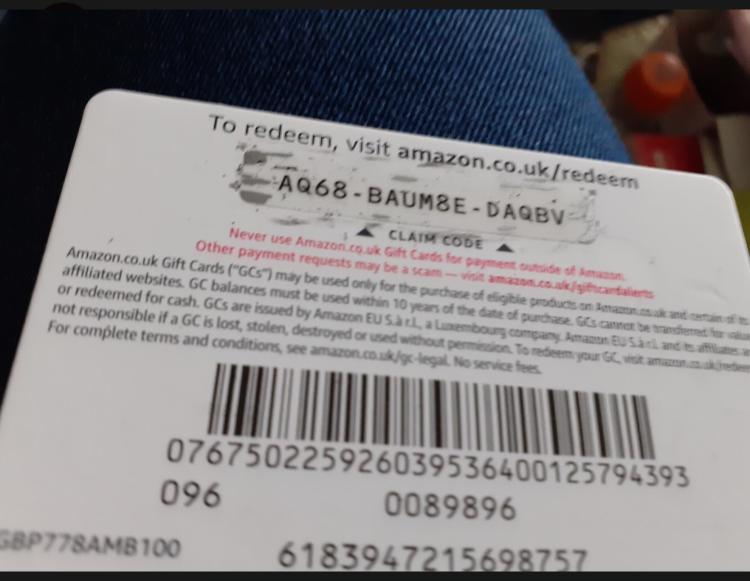 To redeem, visit amazon.co.uk/redeem
AQ68-BAUM8E-DAQBV
CLAIM CODE
Never use Amazon.co.uk Gift Cards for payment outside of Amazon.
Other payment requests may be a scam — visit amazon.co.uk/giftcardalerts
Amazon.co.uk Gift Cards ("GCs") may be used only for the purchase of eligible products on Amazon.co.uk and certain of its
affiliated websites. GC balances must be used within 10 years of the date of purchase. GCs cannot be transferred for value
or redeemed for cash. GCs are issued by Amazon EU S.à r.l., a Luxembourg company. Amazon EU S.à r.l. and its affiliates are
not responsible if a GC is lost, stolen, destroyed or used without permission. To redeem your GC, visit amazon.co.uk/redeem
For complete terms and conditions, see amazon.co.uk/gc-legal. No service fees.
076750225926039536400125794393
096 0089896
GBP778AMB100 6183947215698757